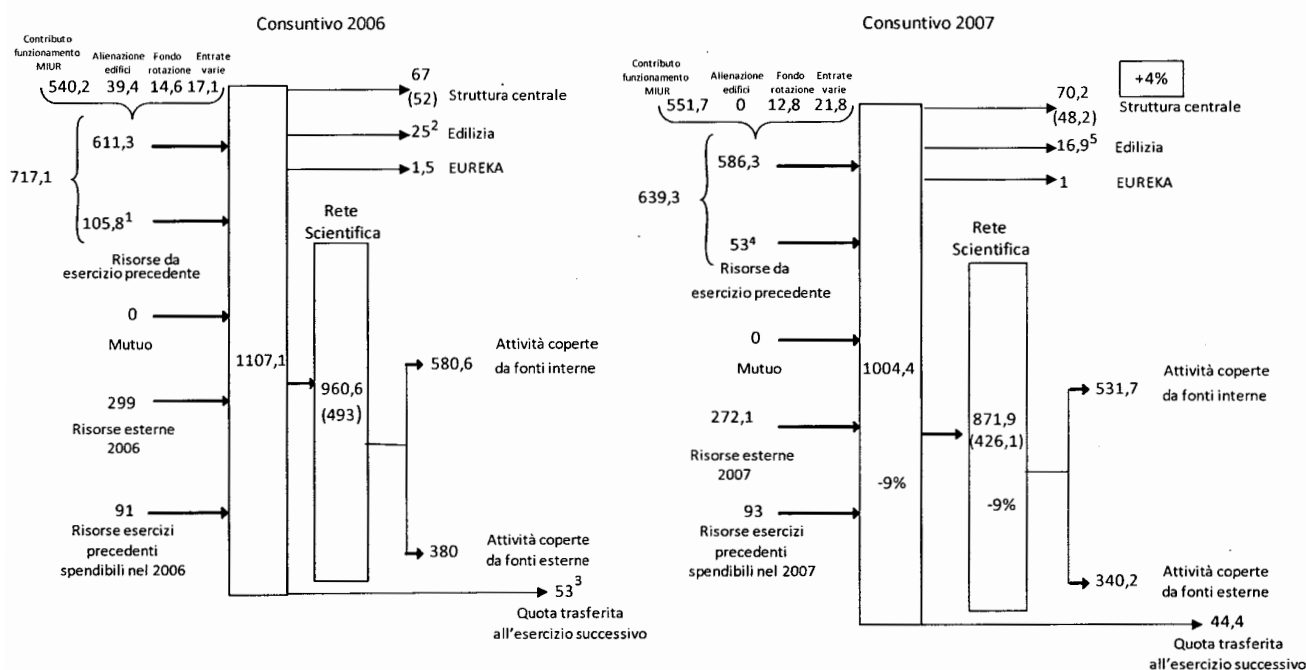 Consuntivo 2006
Contributo
funzionamento
MIUR
Alienazione
edifici
Fondo
rotazione
Entrate
varie
540,2 39,4 14,6 17,1
611,3
717,1
105,8¹
Risorse da
esercizio precedente
0
Mutuo
299
Risorse esterne
2006
91
Risorse esercizi
precedenti
spendibili nel 2006
1107,1
67
(52)
Struttura centrale
25² Edilizia
1,5 EUREKA
Rete
Scientifica
960,6
(493)
580,6
Attività coperte
da fonti interne
380
Attività coperte
da fonti esterne
53³
Quota trasferita
all'esercizio successivo
Consuntivo 2007
Contributo
funzionamento
MIUR
Alienazione
edifici
Fondo
rotazione
Entrate
varie
551,7 0 12,8 21,8
586,3
639,3
53⁴
Risorse da
esercizio precedente
0
Mutuo
272,1
Risorse esterne
2007
93
Risorse esercizi
precedenti
spendibili nel 2007
1004,4
-9%
+4%
70,2
(48,2)
Struttura centrale
16,9⁵ Edilizia
1 EUREKA
Rete
Scientifica
871,9
(426,1)
-9%
531,7
Attività coperte
da fonti interne
340,2
Attività coperte
da fonti esterne
44,4
Quota trasferita
all'esercizio successivo